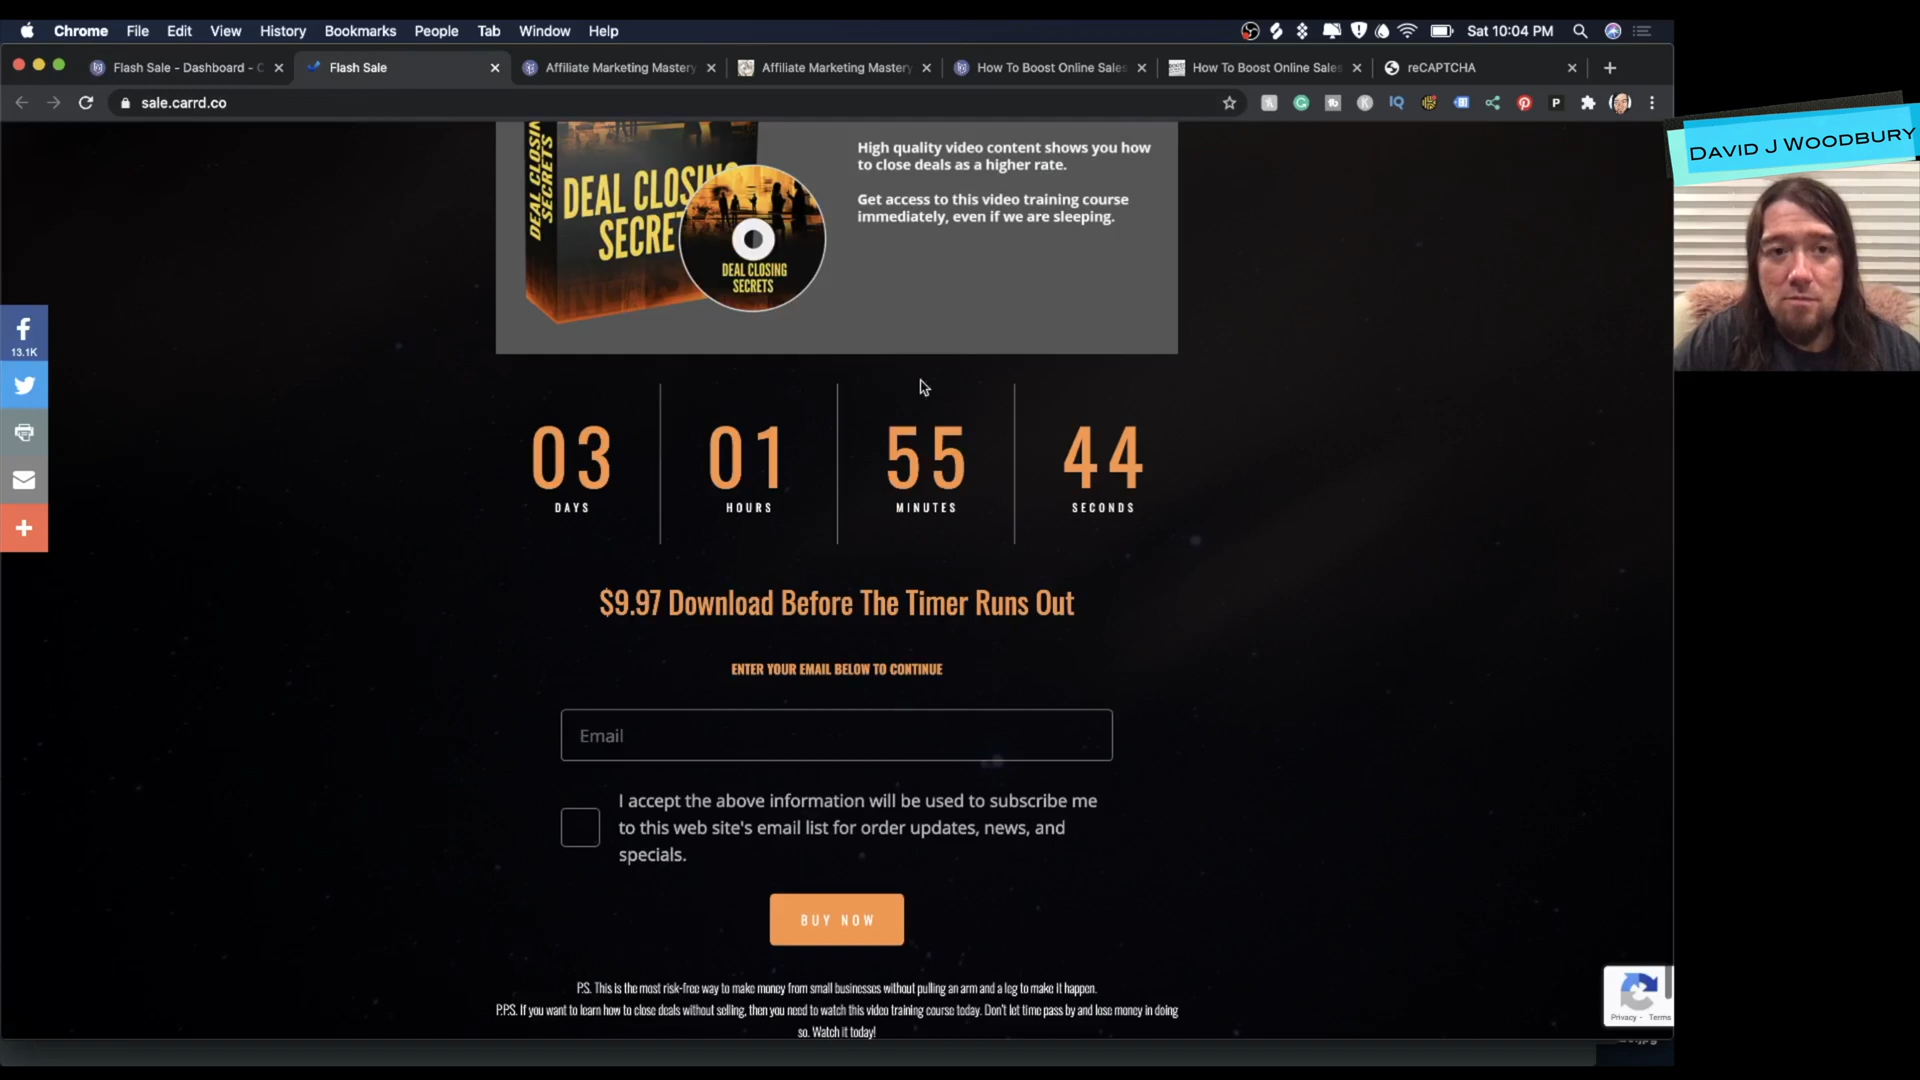 Chrome File Edit View History Bookmarks People Tab Window Help
Sat 10:04 PM
Flash Sale - Dashboard - C
Flash Sale
Affiliate Marketing Mastery
Affiliate Marketing Mastery
How To Boost Online Sales
How To Boost Online Sales
reCAPTCHA
sale.carrd.co
DAVID J WOODBURY
DEAL CLOSING SECRETS
DEAL CLOSING
SECRE
DEAL CLOSING
SECRETS
High quality video content shows you how
to close deals as a higher rate.
Get access to this video training course
immediately, even if we are sleeping.
13.1K
03 01 55 44
DAYS HOURS MINUTES SECONDS
$9.97 Download Before The Timer Runs Out
ENTER YOUR EMAIL BELOW TO CONTINUE
Email
I accept the above information will be used to subscribe me
to this web site's email list for order updates, news, and
specials.
BUY NOW
P.S. This is the most risk-free way to make money from small businesses without pulling an arm and a leg to make it happen.
P.P.S. If you want to learn how to close deals without selling, then you need to watch this video training course today. Don't let time pass by and lose money in doing
so. Watch it today!
Privacy - Terms